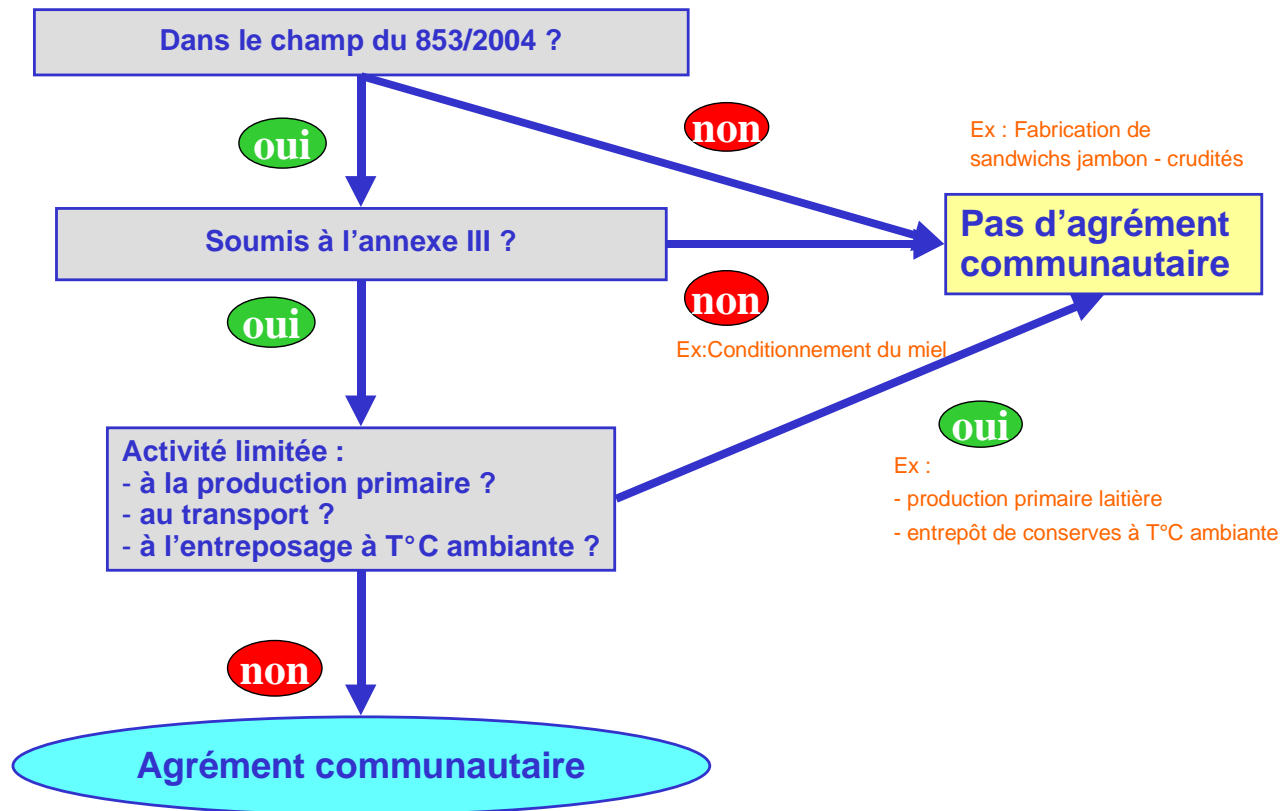 Dans le champ du 853/2004 ?
oui
non
Ex : Fabrication de
sandwichs jambon - crudités
Soumis à l’annexe III ?
Pas d’agrément
communautaire
oui
non
Ex:Conditionnement du miel
Activité limitée :
- à la production primaire ?
- au transport ?
- à l’entreposage à T°C ambiante ?
oui
Ex :
- production primaire laitière
- entrepôt de conserves à T°C ambiante
non
Agrément communautaire